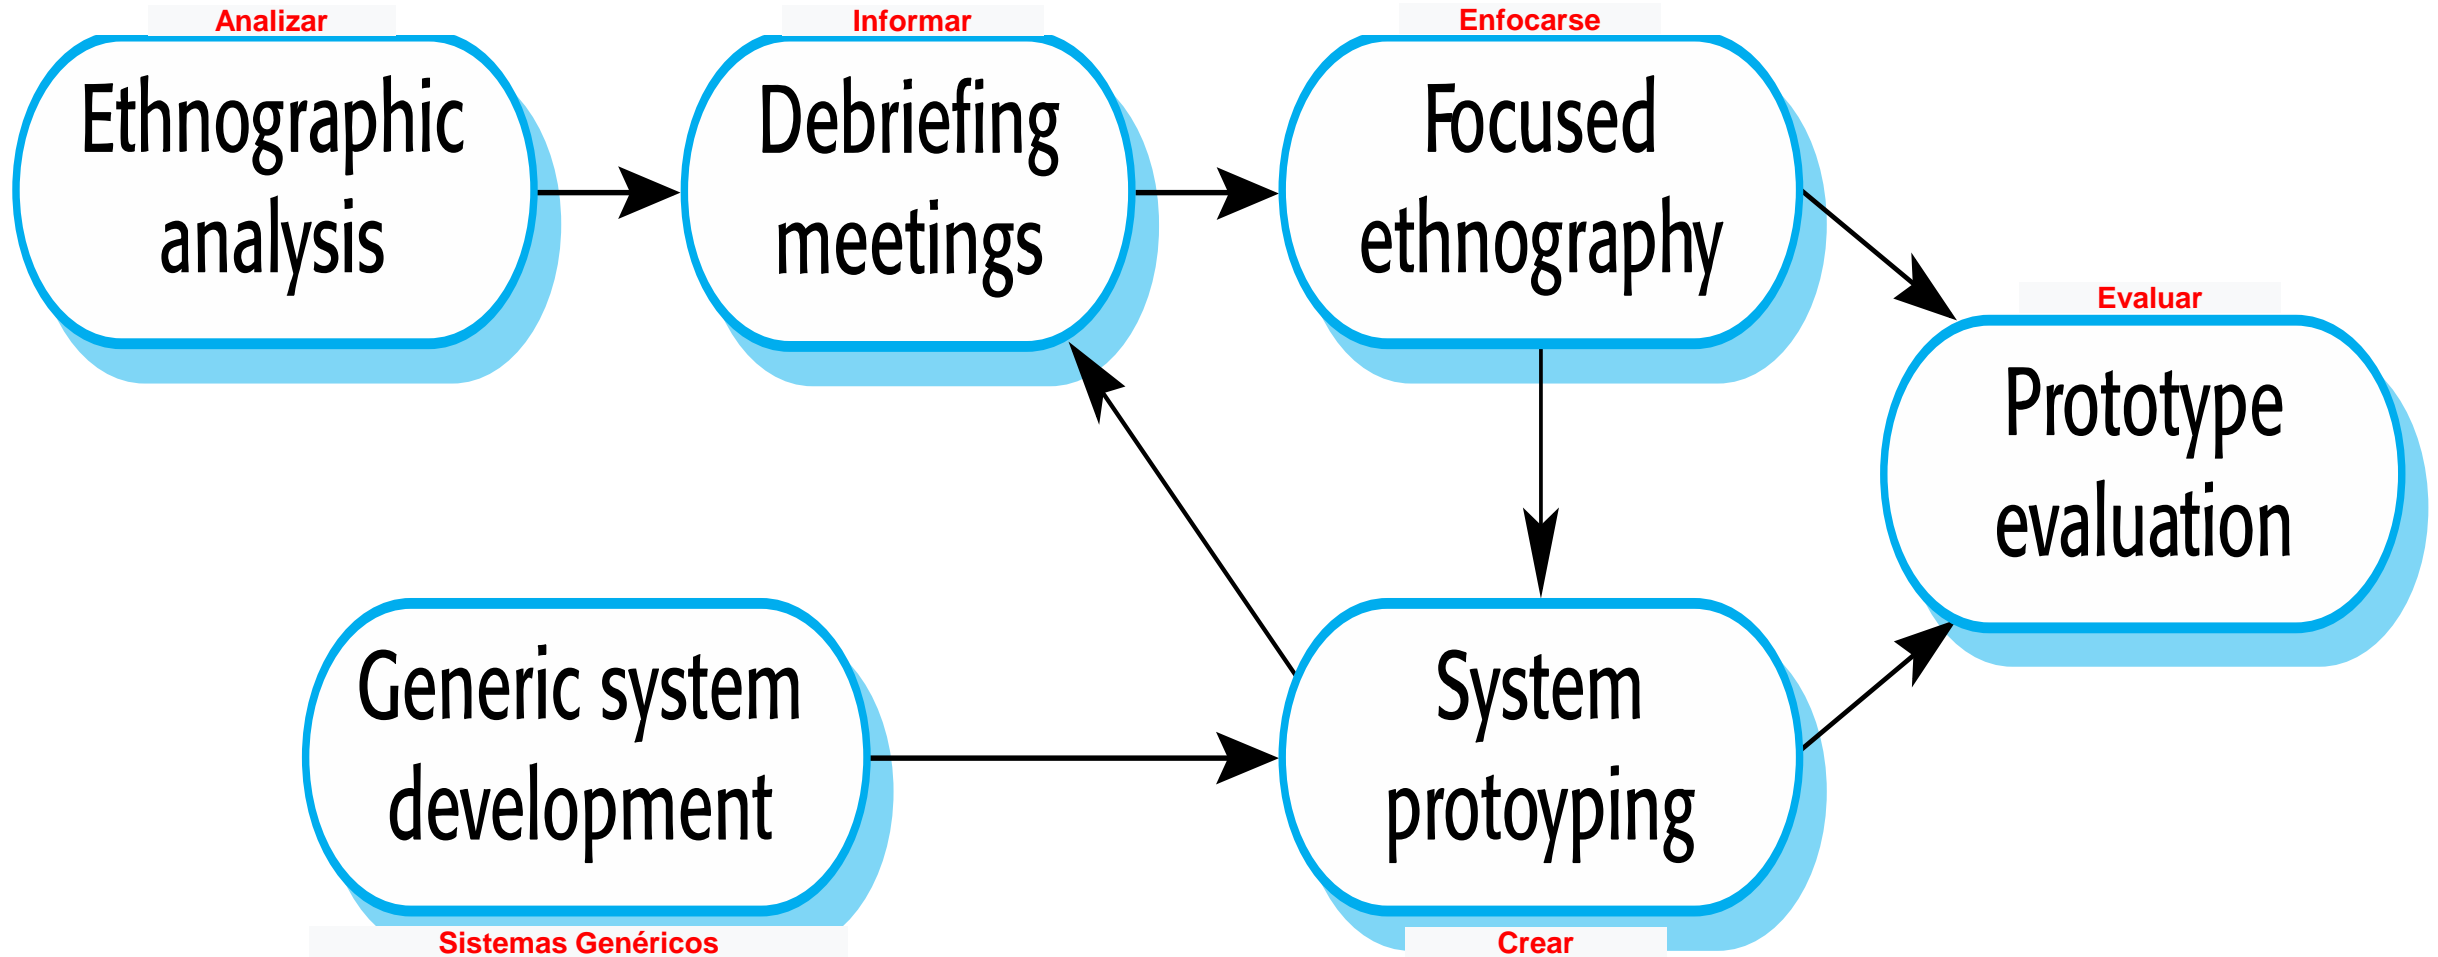 Analizar
Ethnographic
analysis
Informar
Debriefing
meetings
Enfocarse
Focused
ethnography
Evaluar
Prototype
evaluation
Generic system
development
Sistemas Genéricos
System
protoyping
Crear